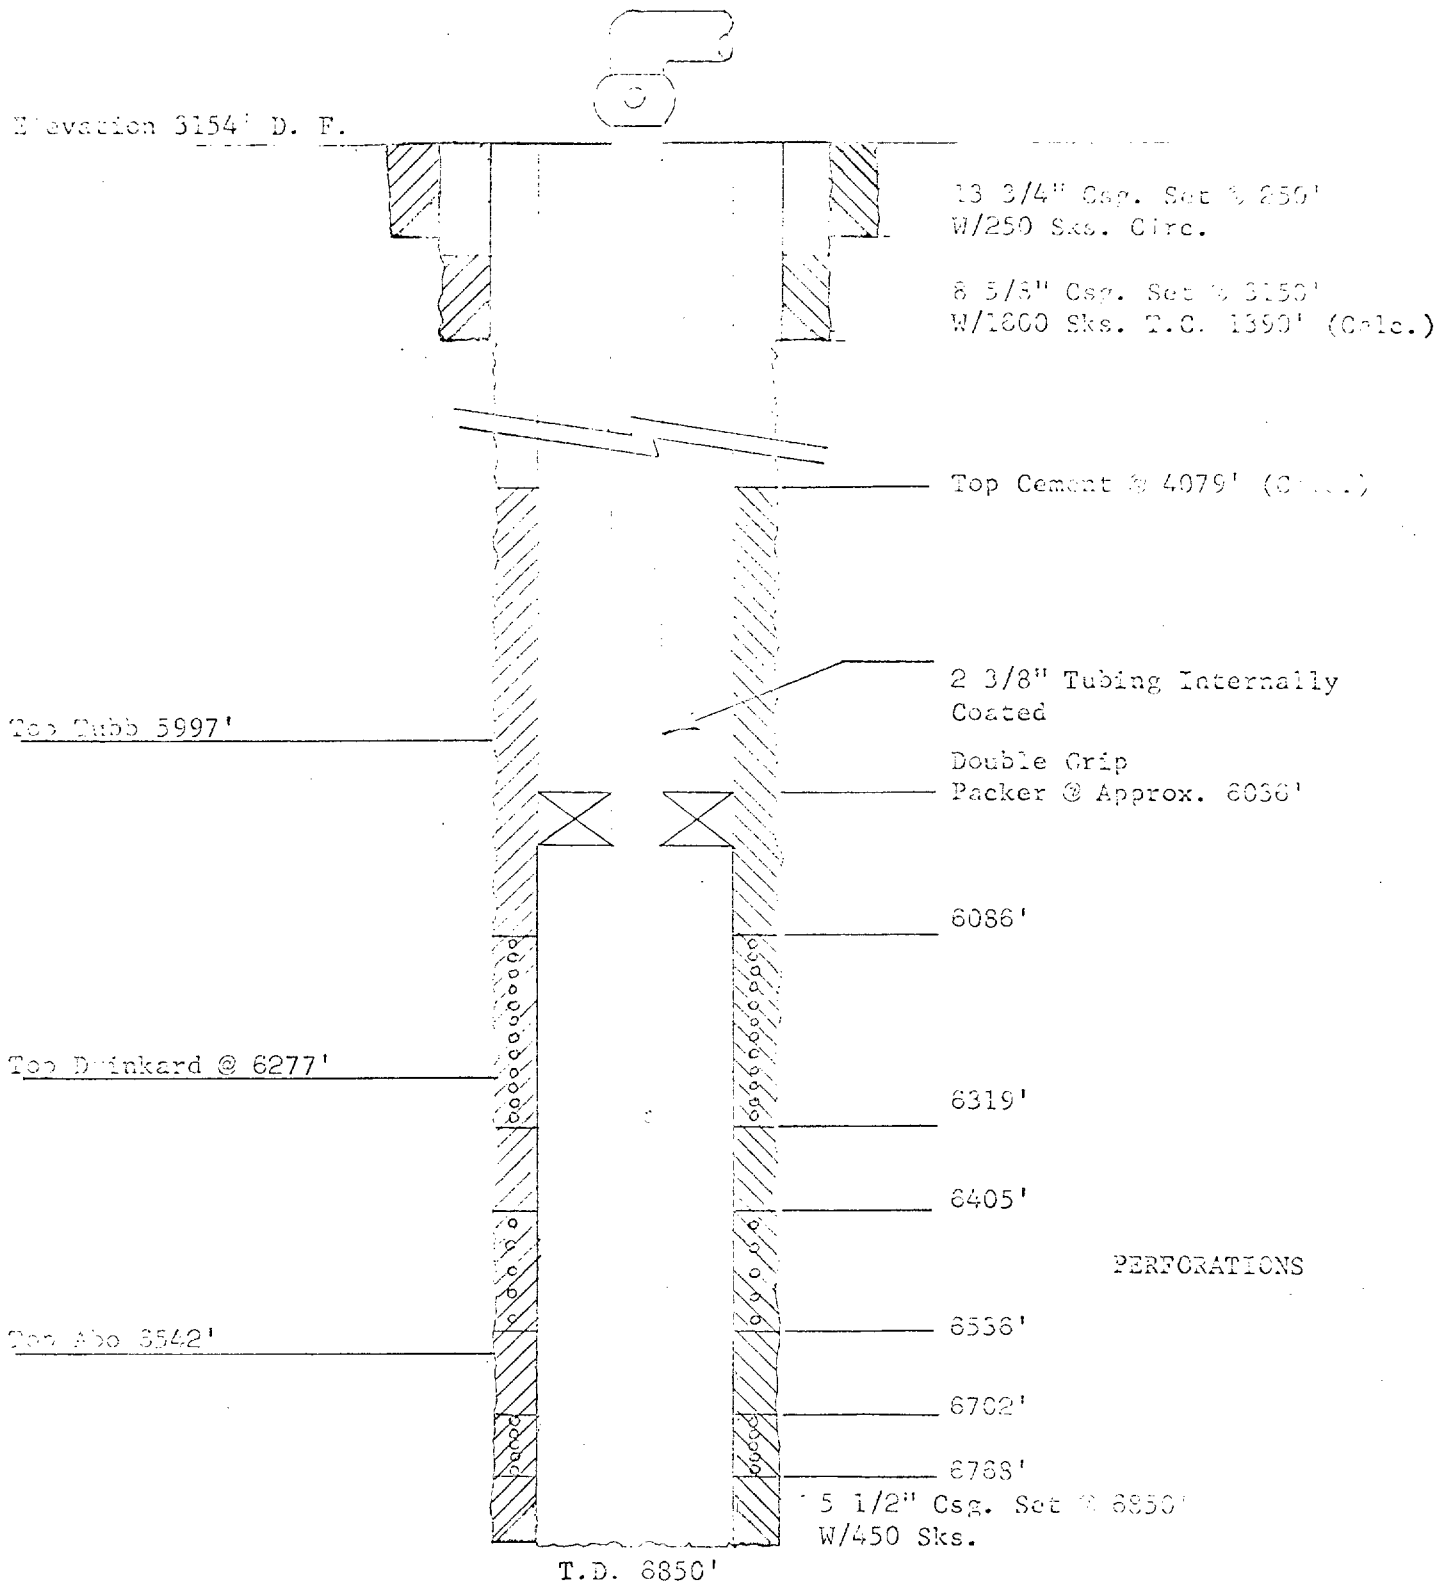 Elevation 3154' D. F.
13 3/4" Csg. Set @ 250'
W/250 Sks. Circ.
8 5/8" Csg. Set @ 3150'
W/1800 Sks. T.C. 1390' (Calc.)
Top Cement @ 4079'
2 3/8" Tubing Internally
Coated
Top Tubb 5997'
Double Grip
Packer @ Approx. 6036'
6086'
Top Drinkard @ 6277'
6319'
6405'
PERFORATIONS
6536'
Top Abo 6542'
6702'
6768'
5 1/2" Csg. Set @ 6850'
W/450 Sks.
T.D. 6850'